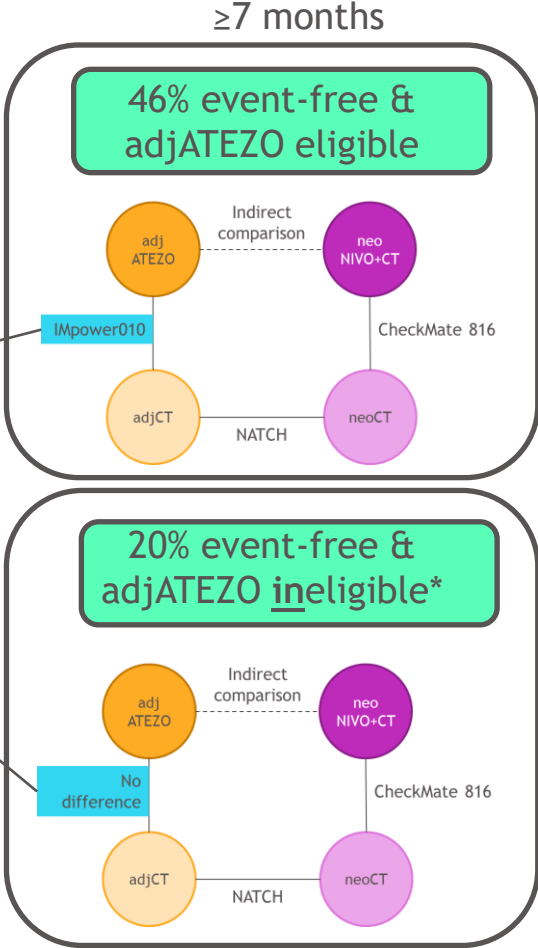 ≥7 months
46% event-free &
adjATEZO eligible
Indirect
comparison
adj
ATEZO
neo
NIVO+CT
IMpower010
CheckMate 816
adjCT
neoCT
NATCH
20% event-free &
adjATEZO ineligible*
Indirect
comparison
adj
ATEZO
neo
NIVO+CT
No
difference
CheckMate 816
adjCT
neoCT
NATCH